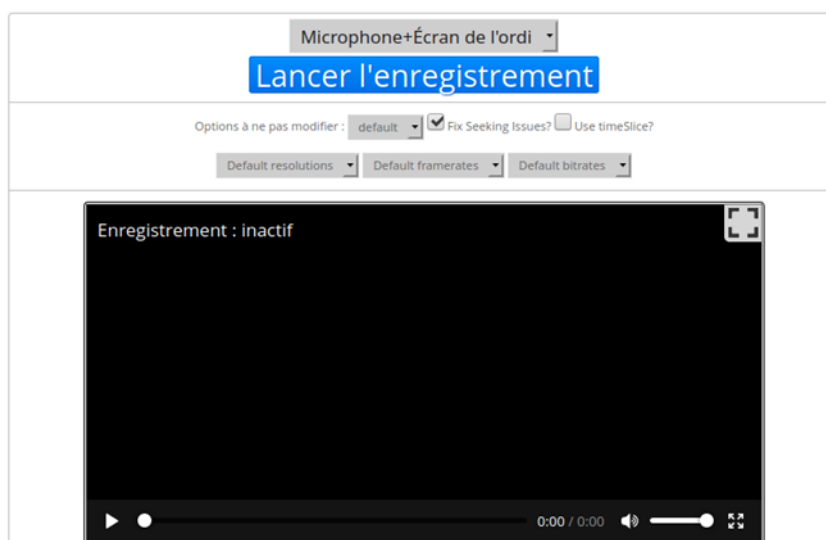 Microphone+Écran de l'ordi
Lancer l'enregistrement
Options à ne pas modifier : default Fix Seeking Issues? Use timeSlice?
Default resolutions Default framerates Default bitrates
Enregistrement : inactif
0:00 / 0:00